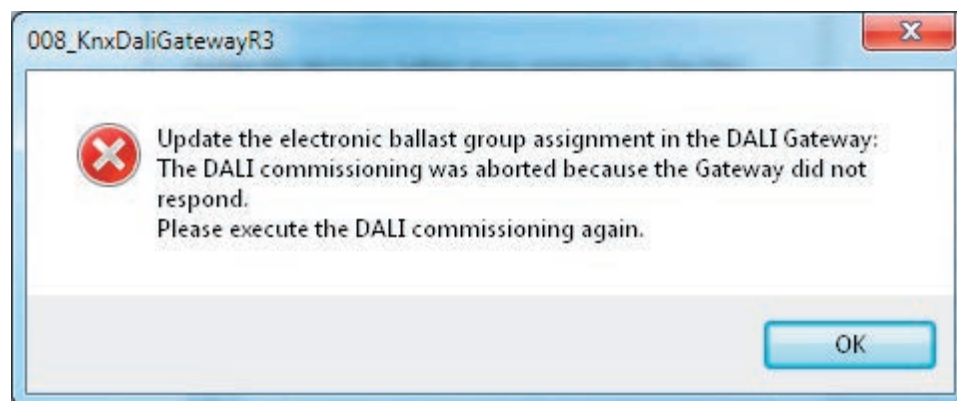 008_KnxDaliGatewayR3
Update the electronic ballast group assignment in the DALI Gateway:
The DALI commissioning was aborted because the Gateway did not
respond.
Please execute the DALI commissioning again.
OK